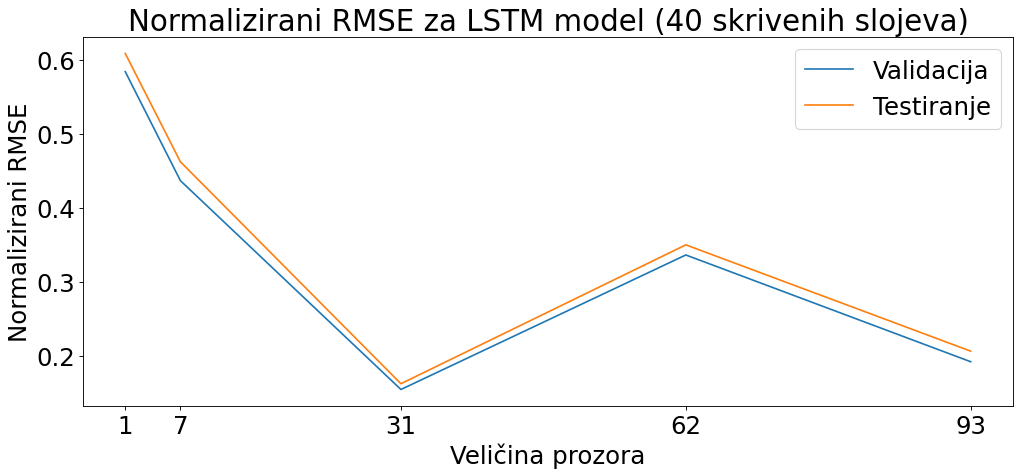 Normalizirani RMSE za LSTM model (40 skrivenih slojeva)
Normalizirani RMSE
0.6
0.5
0.4
0.3
0.2
Validacija
Testiranje
1 7 31 62 93
Veličina prozora